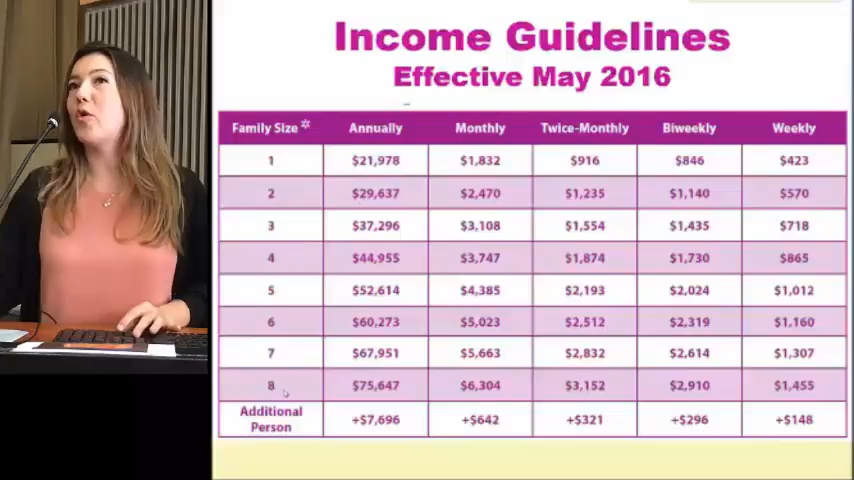 Income Guidelines
Effective May 2016
Family Size* Annually Monthly Twice-Monthly Biweekly Weekly
1 $21,978 $1,832 $916 $846 $423
2 $29,637 $2,470 $1,235 $1,140 $570
3 $37,296 $3,108 $1,554 $1,435 $718
4 $44,955 $3,747 $1,874 $1,730 $865
5 $52,614 $4,385 $2,193 $2,024 $1,012
6 $60,273 $5,023 $2,512 $2,319 $1,160
7 $67,951 $5,663 $2,832 $2,614 $1,307
8 $75,647 $6,304 $3,152 $2,910 $1,455
Additional
Person +$7,696 +$642 +$321 +$296 +$148